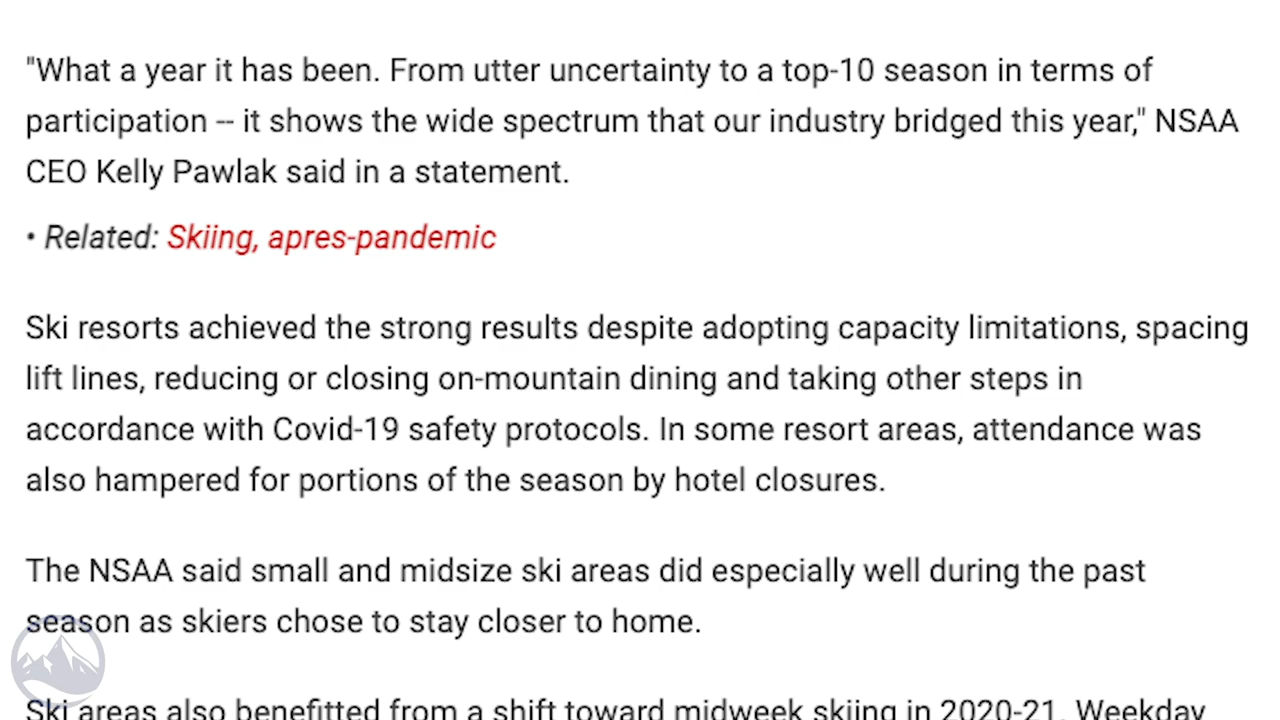 "What a year it has been. From utter uncertainty to a top-10 season in terms of
participation -- it shows the wide spectrum that our industry bridged this year," NSAA
CEO Kelly Pawlak said in a statement.
• Related: Skiing, apres-pandemic
Ski resorts achieved the strong results despite adopting capacity limitations, spacing
lift lines, reducing or closing on-mountain dining and taking other steps in
accordance with Covid-19 safety protocols. In some resort areas, attendance was
also hampered for portions of the season by hotel closures.
The NSAA said small and midsize ski areas did especially well during the past
season as skiers chose to stay closer to home.
Ski areas also benefitted from a shift toward midweek skiing in 2020-21. Weekday